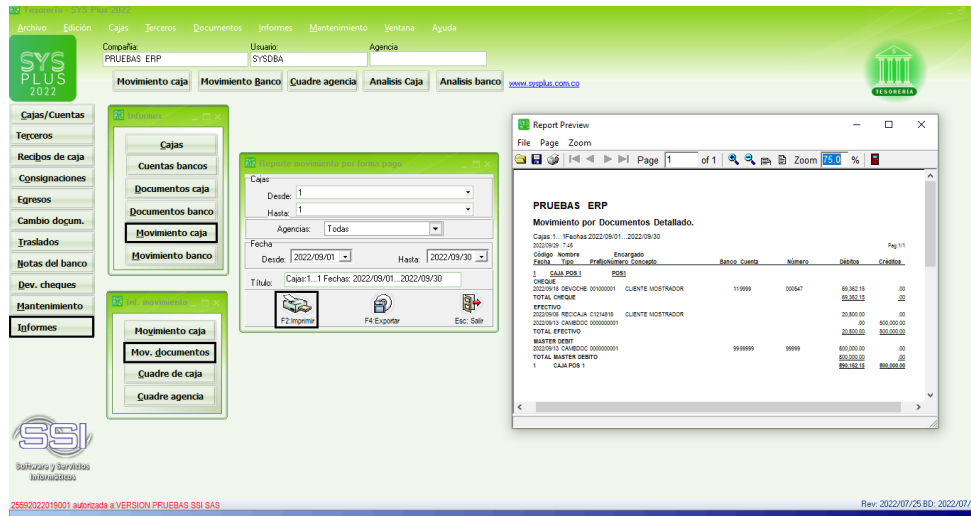 Tesorería - SYS Plus 2022
Archivo Edición Cajas Terceros Documentos Informes Mantenimiento Ventana Ayuda
Compañia: Usuario: Agencia
PRUEBAS ERP SYSDBA
SYS
PLUS
2022
Movimiento caja Movimiento Banco Cuadre agencia Analisis Caja Analisis banco www.sysplus.com.co
TESORERÍA
Cajas/Cuentas
Terceros
Recibos de caja
Consignaciones
Egresos
Cambio docum.
Traslados
Notas del banco
Dev. cheques
Mantenimiento
Informes
Informes
Cajas
Cuentas bancos
Documentos caja
Documentos banco
Movimiento caja
Movimiento banco
Inf. movimiento
Movimiento caja
Mov. documentos
Cuadre de caja
Cuadre agencia
Reporte movimiento por forma pago
Cajas
Desde: 1
Hasta: 1
Agencias: Todas
Fecha
Desde: 2022/09/01 Hasta: 2022/09/30
Título: Cajas:1...1 Fechas: 2022/09/01...2022/09/30
F2:Imprimir F4:Exportar Esc: Salir
Report Preview
File Page Zoom
Page 1 of 1 Zoom 75.0 %
PRUEBAS ERP
Movimiento por Documentos Detallado.
Cajas:1...1Fechas:2022/09/01...2022/09/30
2022/09/29 : 7:46 Pag:1/1
Código Nombre Encargado
Fecha Tipo PrefijoNúmero Concepto Banco Cuenta Número Débitos Créditos
1 CAJA POS 1 POS1
CHEQUE
2022/09/16 DEVOCHE 001000001 CLIENTE MOSTRADOR 119999 000847 69,362.15 .00
TOTAL CHEQUE 69,362.15 .00
EFECTIVO
2022/09/06 RECICAJA C1214816 CLIENTE MOSTRADOR 20,800.00 .00
2022/09/13 CAMBDOC 0000000001 .00 800,000.00
TOTAL EFECTIVO 20,800.00 800,000.00
MASTER DEBIT
2022/09/13 CAMBDOC 0000000001 9999999 99999 800,000.00 .00
TOTAL MASTER DEBITO 800,000.00 .00
1 CAJA POS 1 890,162.15 800,000.00
SSI
Software y Servicios
Informáticos
25592022019001 autorizada a:VERSION PRUEBAS SSI SAS Rev: 2022/07/25 BD: 2022/07/